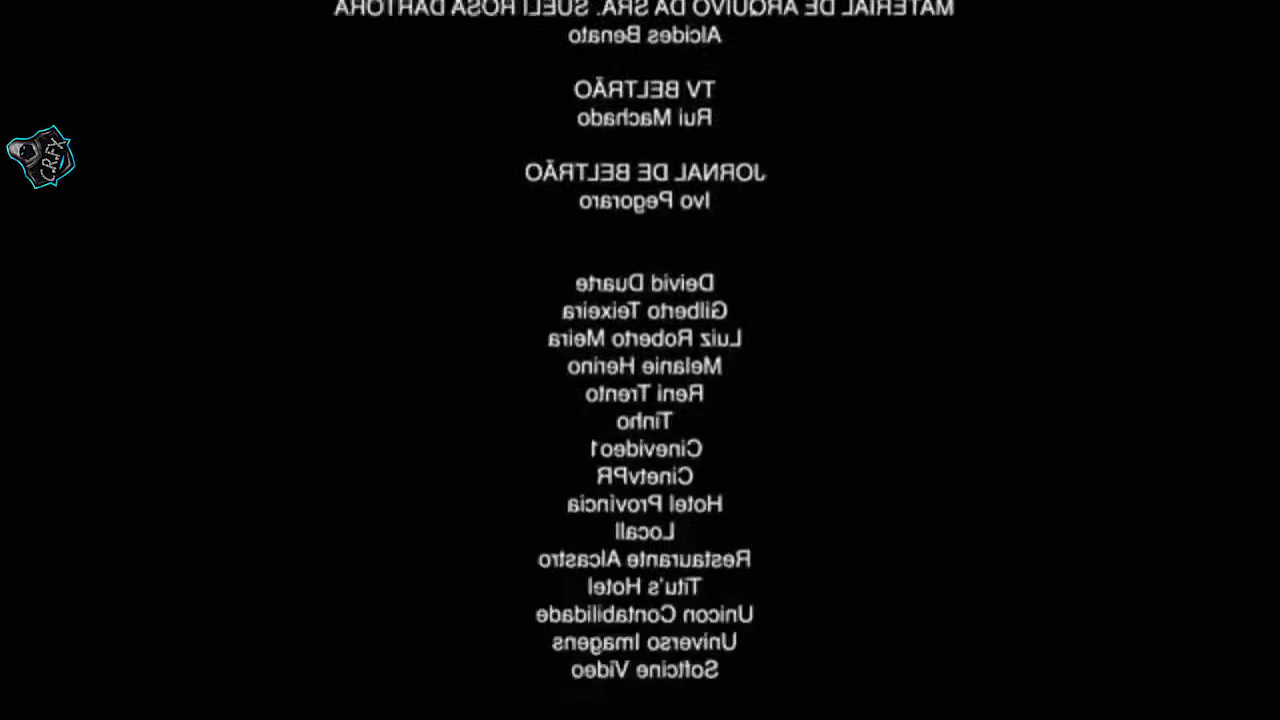 MATERIAL DE ARQUIVO DA SRA. SUELI ROSA DARTORA
Alcides Benato
TV BELTRÃO
Rui Machado
JORNAL DE BELTRÃO
Ivo Pegoraro
Deivid Duarte
Gilberto Teixeira
Luiz Roberto Meira
Melanie Herino
Reni Trento
Tinho
Cinevideo1
CinetvPR
Hotel Província
Locall
Restaurante Alcastro
Titu's Hotel
Unicon Contabilidade
Universo Imagens
Softcine Video
C.R.FX